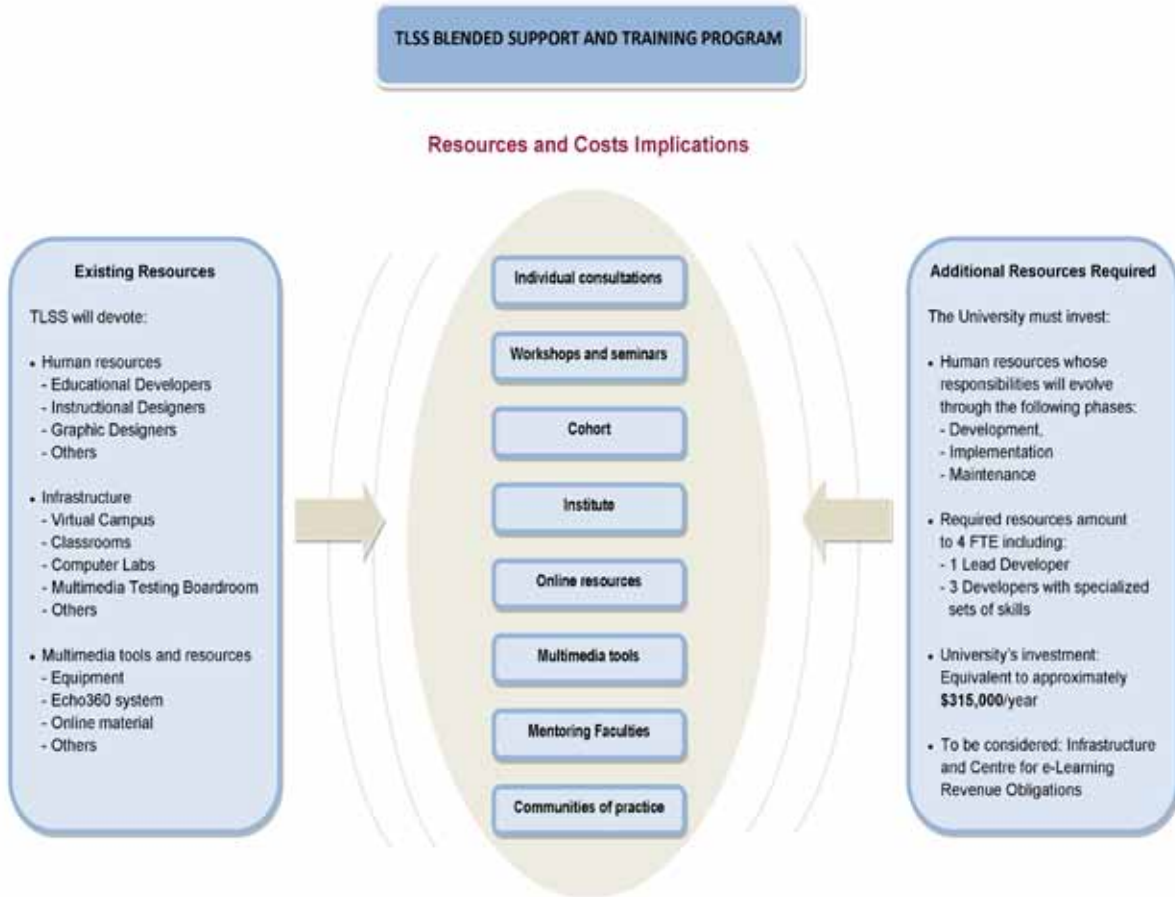 TLSS BLENDED SUPPORT AND TRAINING PROGRAM
Resources and Costs Implications
Existing Resources
TLSS will devote:
• Human resources
- Educational Developers
- Instructional Designers
- Graphic Designers
- Others
• Infrastructure
- Virtual Campus
- Classrooms
- Computer Labs
- Multimedia Testing Boardroom
- Others
• Multimedia tools and resources
- Equipment
- Echo360 system
- Online material
- Others
Individual consultations
Workshops and seminars
Cohort
Institute
Online resources
Multimedia tools
Mentoring Faculties
Communities of practice
Additional Resources Required
The University must invest:
• Human resources whose
responsibilities will evolve
through the following phases:
- Development,
- Implementation
- Maintenance
• Required resources amount
to 4 FTE including:
- 1 Lead Developer
- 3 Developers with specialized
sets of skills
• University's investment:
Equivalent to approximately
$315,000/year
• To be considered: Infrastructure
and Centre for e-Learning
Revenue Obligations